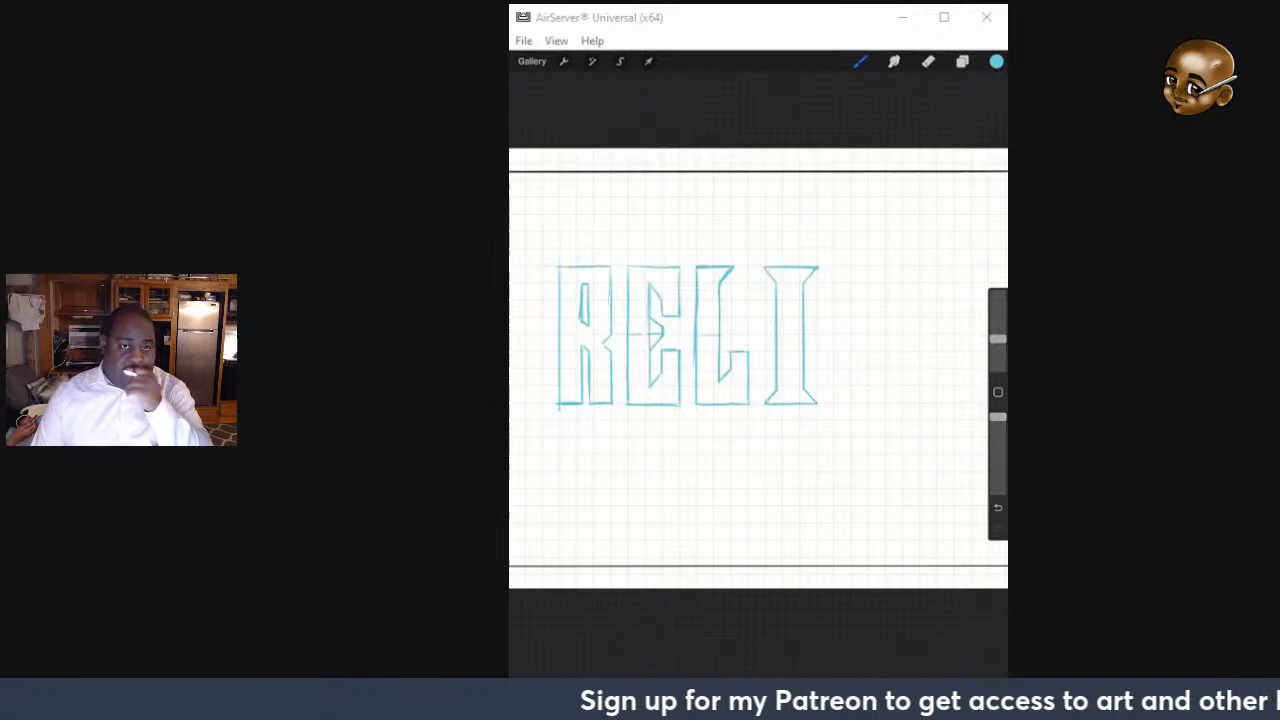 AirServer® Universal (x64)
File View Help
Gallery
RELI
Sign up for my Patreon to get access to art and other